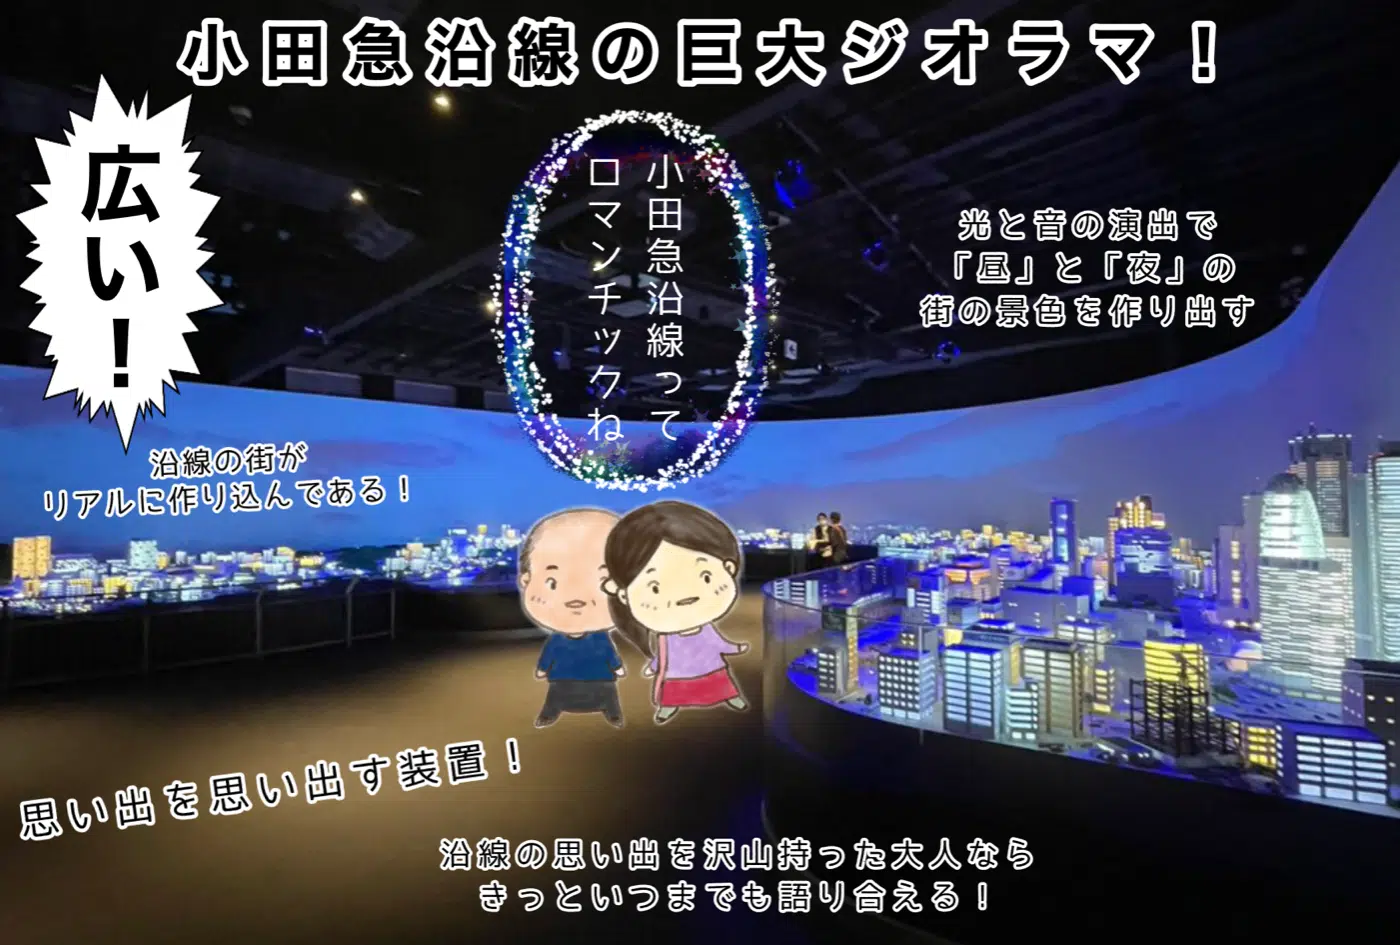 小田急沿線の巨大ジオラマ！
広い！
小田急沿線って
ロマンチックね
光と音の演出で
「昼」と「夜」の
街の景色を作り出す
沿線の街が
リアルに作り込んである！
思い出を思い出す装置！
沿線の思い出を沢山持った大人なら
きっといつまでも語り合える！